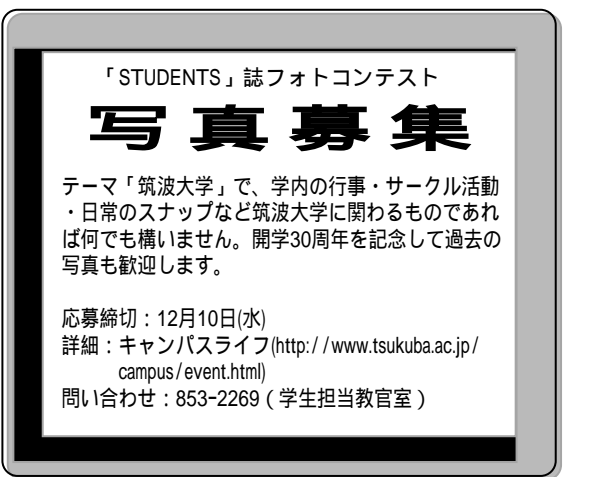 「STUDENTS」誌フォトコンテスト
写真募集
テーマ「筑波大学」で、学内の行事・サークル活動
・日常のスナップなど筑波大学に関わるものであれ
ば何でも構いません。開学30周年を記念して過去の
写真も歓迎します。
応募締切：12月10日(水)
詳細：キャンパスライフ(http://www.tsukuba.ac.jp/
campus/event.html)
問い合わせ：853-2269（学生担当教官室）